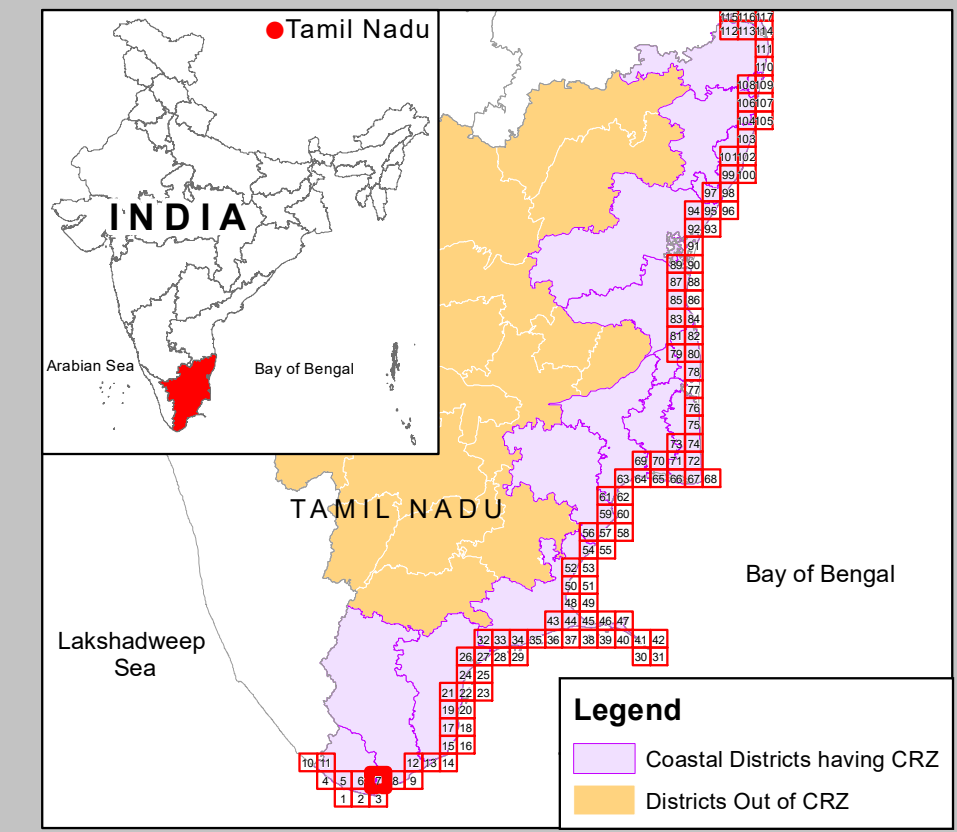 Tamil Nadu
INDIA
Arabian Sea
Bay of Bengal
TAMIL NADU
Bay of Bengal
Lakshadweep
Sea
115 116 117
112 113 114
111
110
108 109
106 107
104 105
103
101 102
99 100
97 98
94 95 96
92 93
91
89 90
87 88
85 86
83 84
81 82
79 80
78
77
76
75
73 74
69 70 71 72
63 64 65 66 67 68
61 62
59 60
56 57 58
54 55
52 53
50 51
48 49
43 44 45 46 47
32 33 34 35 36 37 38 39 40 41 42
26 27 28 29 30 31
24 25
21 22 23
19 20
17 18
15 16
10 11 12 13 14
4 5 6 7 8 9
1 2 3
Legend
Coastal Districts having CRZ
Districts Out of CRZ